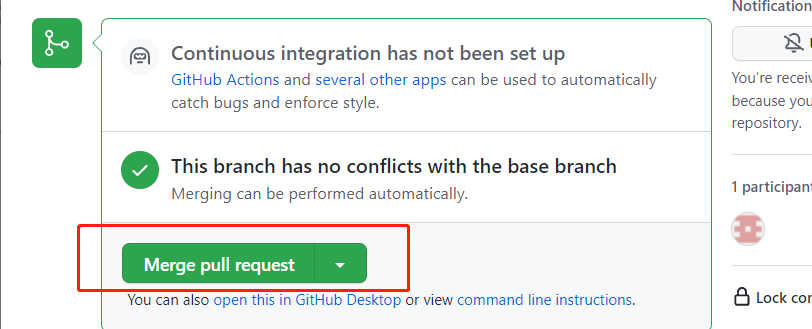 Continuous integration has not been set up
GitHub Actions and several other apps can be used to automatically
catch bugs and enforce style.
This branch has no conflicts with the base branch
Merging can be performed automatically.
Merge pull request
You can also open this in GitHub Desktop or view command line instructions.
Notification
You're
because you
repository.
1
Lock